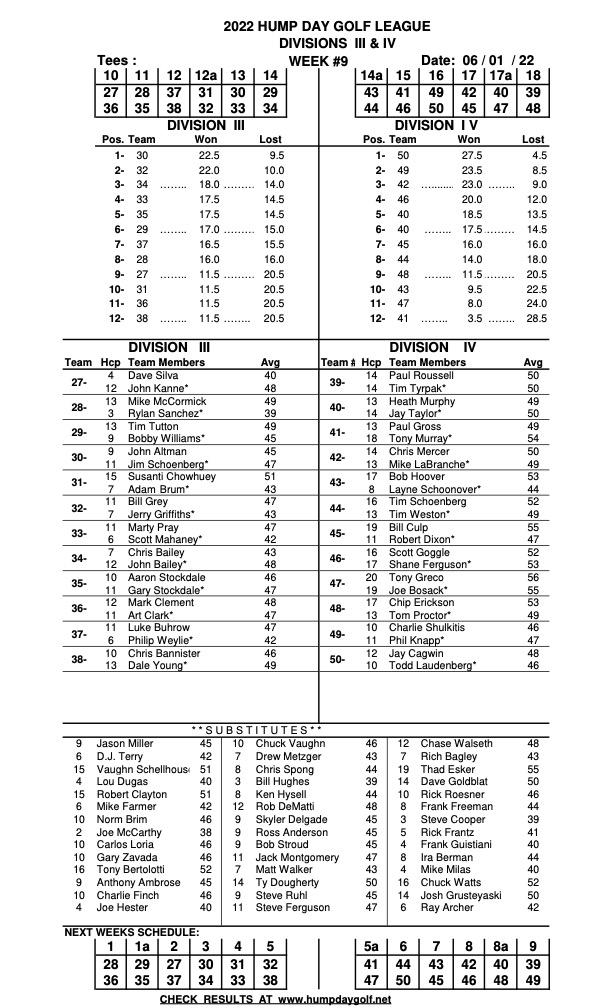 2022 HUMP DAY GOLF LEAGUE
DIVISIONS III & IV
Tees : WEEK #9 Date: 06 / 01 / 22
10 11 12 12a 13 14 14a 15 16 17 17a 18
27 28 37 31 30 29 43 41 49 42 40 39
36 35 38 32 33 34 44 46 50 45 47 48
DIVISION III DIVISION I V
Pos. Team Won Lost Pos. Team Won Lost
1- 30 22.5 9.5 1- 50 27.5 4.5
2- 32 22.0 10.0 2- 49 23.5 8.5
3- 34 ........ 18.0 ......... 14.0 3- 42 ........... 23.0 ........ 9.0
4- 33 17.5 14.5 4- 46 20.0 12.0
5- 35 17.5 14.5 5- 40 18.5 13.5
6- 29 ........ 17.0 ......... 15.0 6- 40 ........ 17.5 ......... 14.5
7- 37 16.5 15.5 7- 45 16.0 16.0
8- 28 16.0 16.0 8- 44 14.0 18.0
9- 27 ........ 11.5 ......... 20.5 9- 48 ........ 11.5 ......... 20.5
10- 31 11.5 20.5 10- 43 9.5 22.5
11- 36 11.5 20.5 11- 47 8.0 24.0
12- 38 ........ 11.5 ........ 20.5 12- 41 ........ 3.5 ........ 28.5
DIVISION III DIVISION IV
Team Hcp Team Members Avg Team # Hcp Team Members Avg
27- 4 Dave Silva 40 39- 14 Paul Roussell 50
12 John Kanne* 48 14 Tim Tyrpak* 50
28- 13 Mike McCormick 49 40- 13 Heath Murphy 49
3 Rylan Sanchez* 39 14 Jay Taylor* 50
29- 13 Tim Tutton 49 41- 13 Paul Gross 49
9 Bobby Williams* 45 18 Tony Murray* 54
30- 9 John Altman 45 42- 14 Chris Mercer 50
11 Jim Schoenberg* 47 13 Mike LaBranche* 49
31- 15 Susanti Chowhuey 51 43- 17 Bob Hoover 53
7 Adam Brum* 43 8 Layne Schoonover* 44
32- 11 Bill Grey 47 44- 16 Tim Schoenberg 52
7 Jerry Griffiths* 43 13 Tim Weston* 49
33- 11 Marty Pray 47 45- 19 Bill Culp 55
6 Scott Mahaney* 42 11 Robert Dixon* 47
34- 7 Chris Bailey 43 46- 16 Scott Goggle 52
12 John Bailey* 48 17 Shane Ferguson* 53
35- 10 Aaron Stockdale 46 47- 20 Tony Greco 56
11 Gary Stockdale* 47 19 Joe Bosack* 55
36- 12 Mark Clement 48 48- 17 Chip Erickson 53
11 Art Clark* 47 13 Tom Proctor* 49
37- 11 Luke Buhrow 47 49- 10 Charlie Shulkitis 46
6 Philip Weylie* 42 11 Phil Knapp* 47
38- 10 Chris Bannister 46 50- 12 Jay Cagwin 48
13 Dale Young* 49 10 Todd Laudenberg* 46
* * S U B S T I T U T E S * *
9 Jason Miller 45 10 Chuck Vaughn 46 12 Chase Walseth 48
6 D.J. Terry 42 7 Drew Metzger 43 7 Rich Bagley 43
15 Vaughn Schellhous 51 8 Chris Spong 44 19 Thad Esker 55
4 Lou Dugas 40 3 Bill Hughes 39 14 Dave Goldblat 50
15 Robert Clayton 51 8 Ken Hysell 44 10 Rick Roesner 46
6 Mike Farmer 42 12 Rob DeMatti 48 8 Frank Freeman 44
10 Norm Brim 46 9 Skyler Delgade 45 3 Steve Cooper 39
2 Joe McCarthy 38 9 Ross Anderson 45 5 Rick Frantz 41
10 Carlos Loria 46 9 Bob Stroud 45 4 Frank Guistiani 40
10 Gary Zavada 46 11 Jack Montgomery 47 8 Ira Berman 44
16 Tony Bertolotti 52 7 Matt Walker 43 4 Mike Milas 40
9 Anthony Ambrose 45 14 Ty Dougherty 50 16 Chuck Watts 52
10 Charlie Finch 46 9 Steve Ruhl 45 14 Josh Grusteyaski 50
4 Joe Hester 40 11 Steve Ferguson 47 6 Ray Archer 42
NEXT WEEKS SCHEDULE:
1 1a 2 3 4 5 5a 6 7 8 8a 9
28 29 27 30 31 32 41 44 43 42 40 39
36 35 37 34 33 38 47 50 45 46 48 49
CHECK RESULTS AT www.humpdaygolf.net